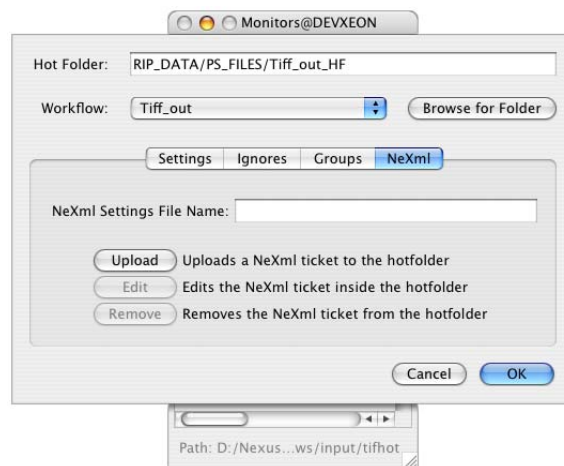 Monitors@DEVXEON
Hot Folder: RIP_DATA/PS_FILES/Tiff_out_HF
Workflow: Tiff_out Browse for Folder
Settings Ignores Groups NeXml
NeXml Settings File Name:
Upload Uploads a NeXml ticket to the hotfolder
Edit Edits the NeXml ticket inside the hotfolder
Remove Removes the NeXml ticket from the hotfolder
Cancel OK
Path: D:/Nexus...ws/input/tifhot